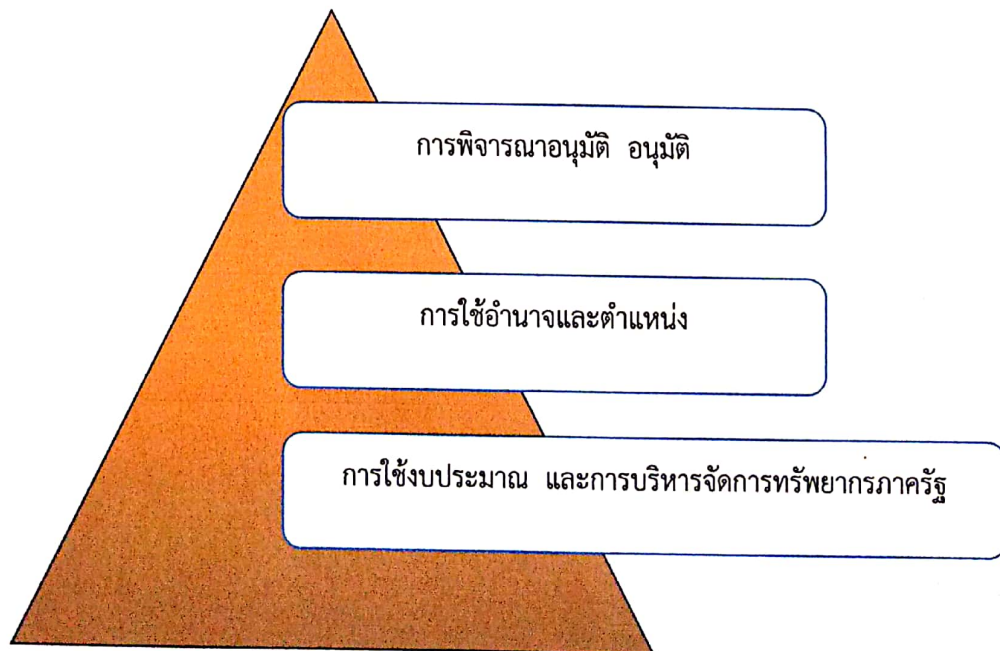 การพิจารณาอนุมัติ อนุมัติ
การใช้อำนาจและตำแหน่ง
การใช้งบประมาณ และการบริหารจัดการทรัพยากรภาครัฐ